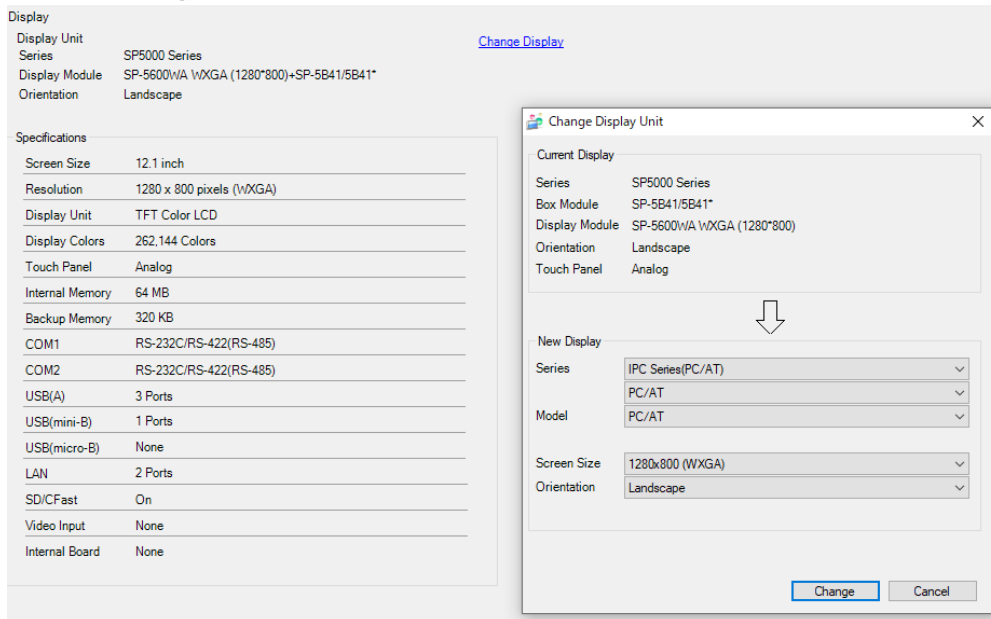 Display
Display Unit
Change Display
Series SP5000 Series
Display Module SP-5600WA WXGA (1280*800)+SP-5B41/5B41*
Orientation Landscape
Specifications
Screen Size 12.1 inch
Resolution 1280 x 800 pixels (WXGA)
Display Unit TFT Color LCD
Display Colors 262,144 Colors
Touch Panel Analog
Internal Memory 64 MB
Backup Memory 320 KB
COM1 RS-232C/RS-422(RS-485)
COM2 RS-232C/RS-422(RS-485)
USB(A) 3 Ports
USB(mini-B) 1 Ports
USB(micro-B) None
LAN 2 Ports
SD/CFast On
Video Input None
Internal Board None
Change Display Unit
Current Display
Series SP5000 Series
Box Module SP-5B41/5B41*
Display Module SP-5600WA WXGA (1280*800)
Orientation Landscape
Touch Panel Analog
New Display
Series IPC Series(PC/AT)
PC/AT
Model PC/AT
Screen Size 1280x800 (WXGA)
Orientation Landscape
Change Cancel